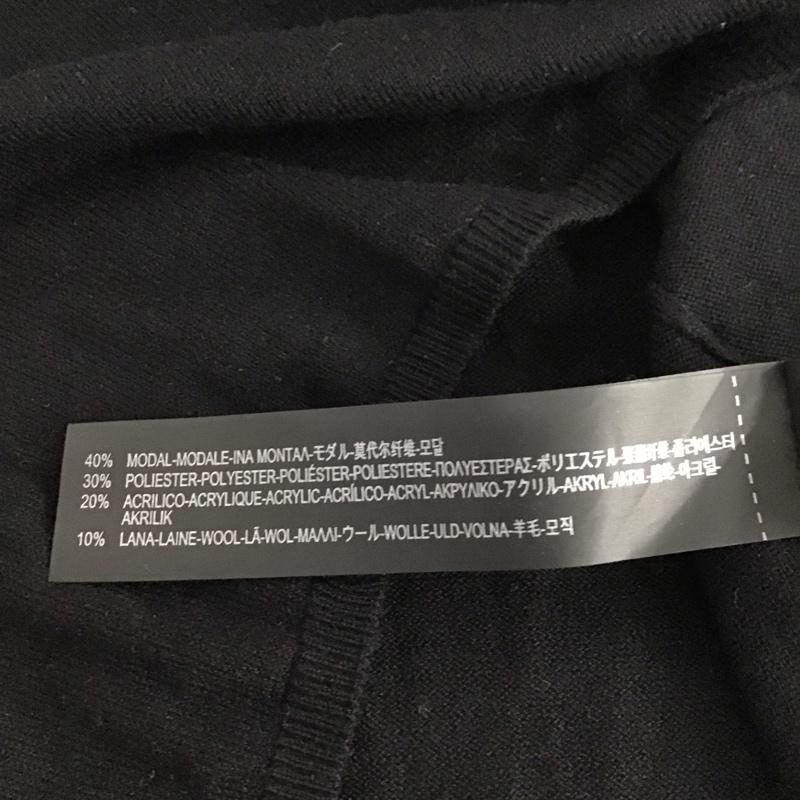 40% MODAL-MODALE-ΙΝΑ ΜΟΝΤΑΛ-モダル-莫代尔纤维-모달
30% POLIESTER-POLYESTER-POLIÉSTER-POLIESTERE-ΠΟΛΥΕΣΤΕΡΑΣ-ポリエステル-聚酯纤维-폴리에스터
20% ACRILICO-ACRYLIQUE-ACRYLIC-ACRÍLICO-ACRYL-ΑΚΡΥΛΙΚΟ-アクリル-AKRYL-AKRIL-腈纶-아크릴-
AKRILIK
10% LANA-LAINE-WOOL-LÃ-WOL-ΜΑΛΛΙ-ウール-WOLLE-ULD-VOLNA-羊毛-모직